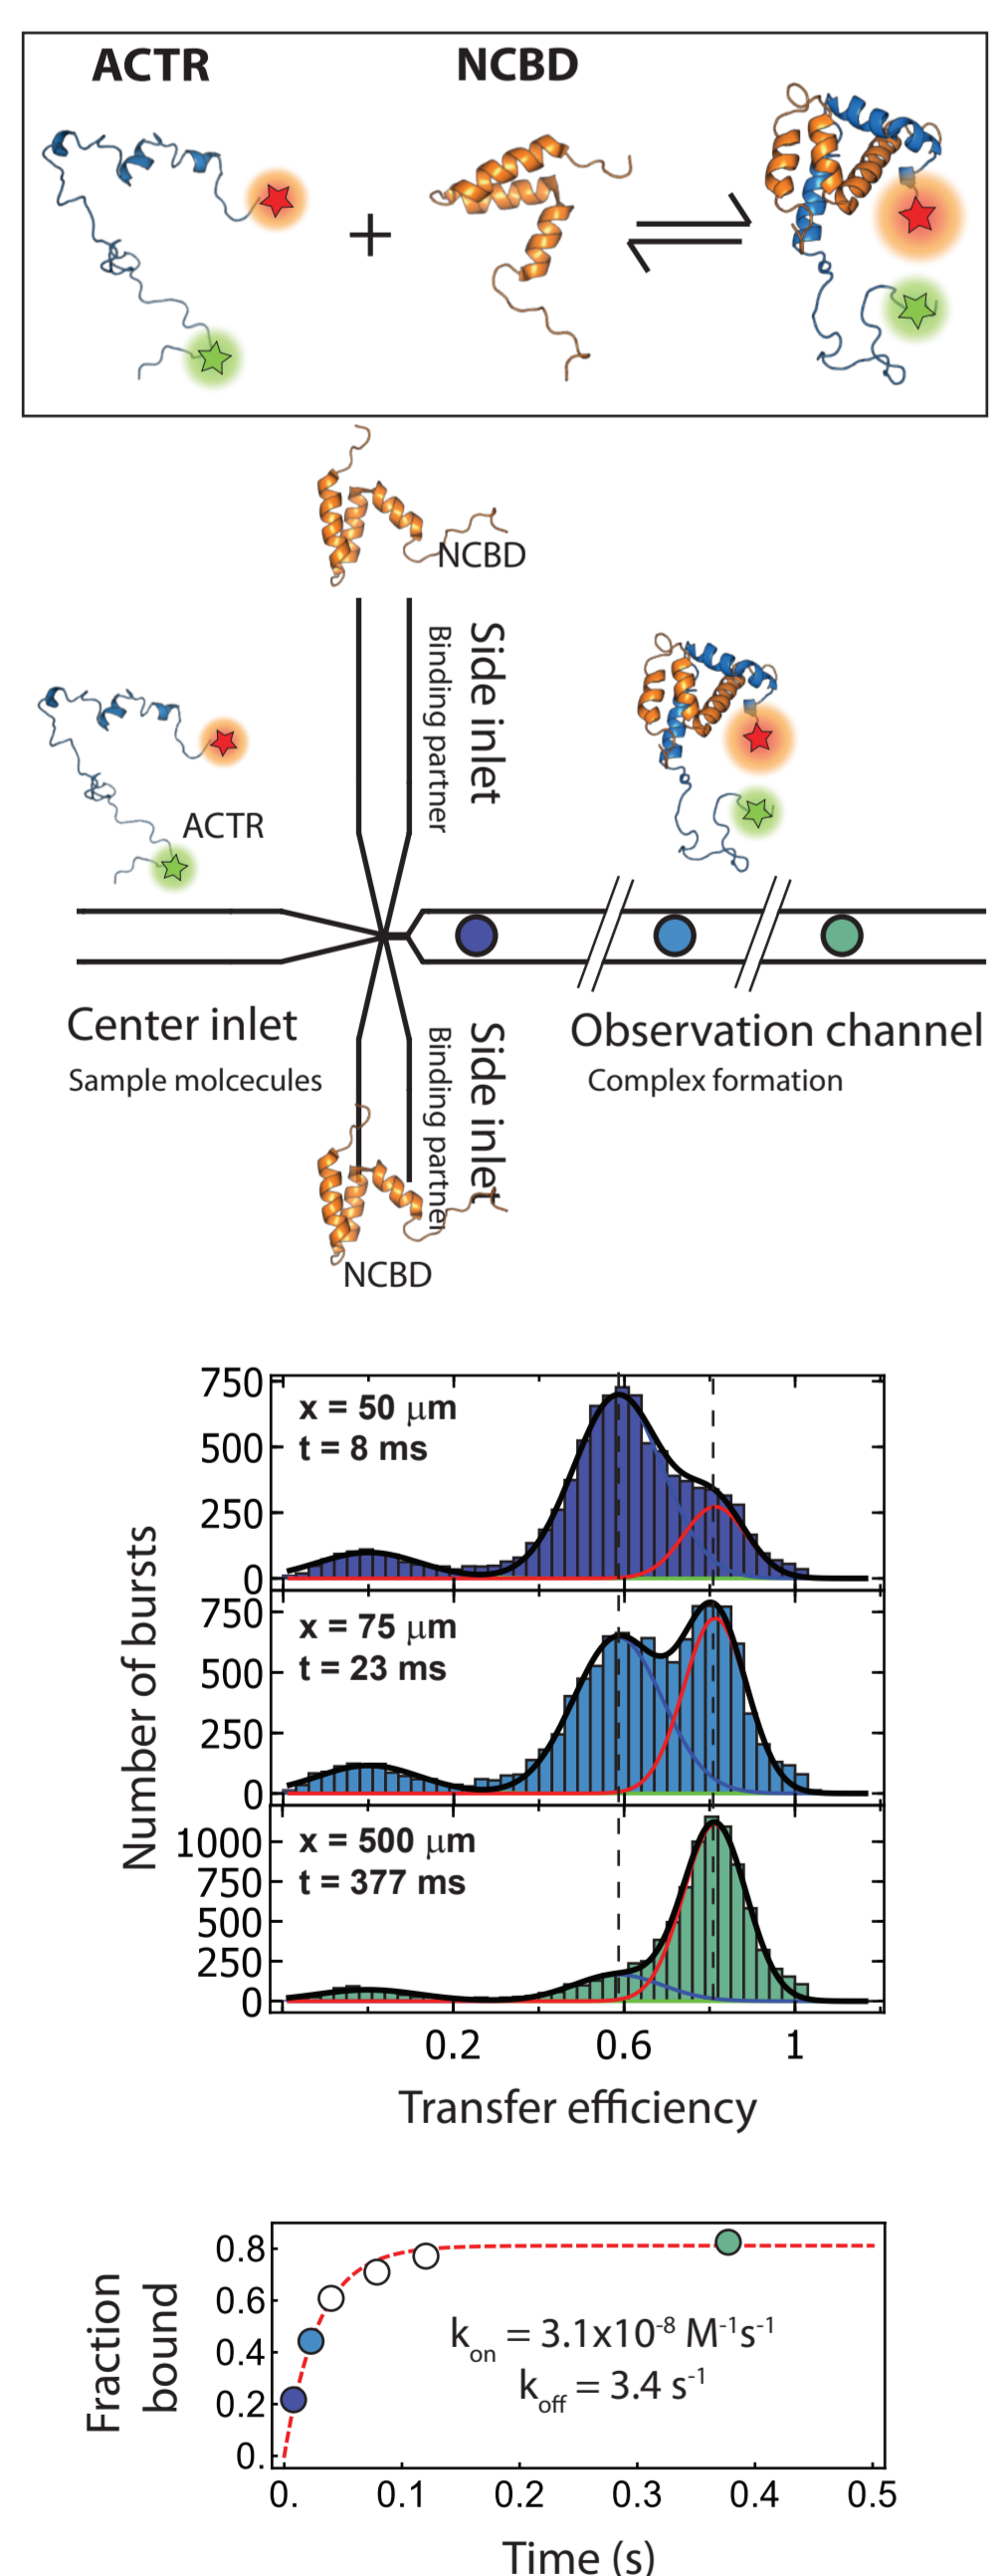 ACTR
NCBD
+
NCBD
Side inlet
Binding partner
ACTR
Center inlet
Sample molcecules
Observation channel
Complex formation
Side inlet
Binding partner
NCBD
Number of bursts
750
500
250
0
x = 50 μm
t = 8 ms
750
500
250
0
x = 75 μm
t = 23 ms
1000
750
500
250
0
x = 500 μm
t = 377 ms
0.2 0.6 1
Transfer efficiency
Fraction
bound
0.8
0.6
0.4
0.2
0.
kon = 3.1x10-8 M-1s-1
koff = 3.4 s-1
0. 0.1 0.2 0.3 0.4 0.5
Time (s)